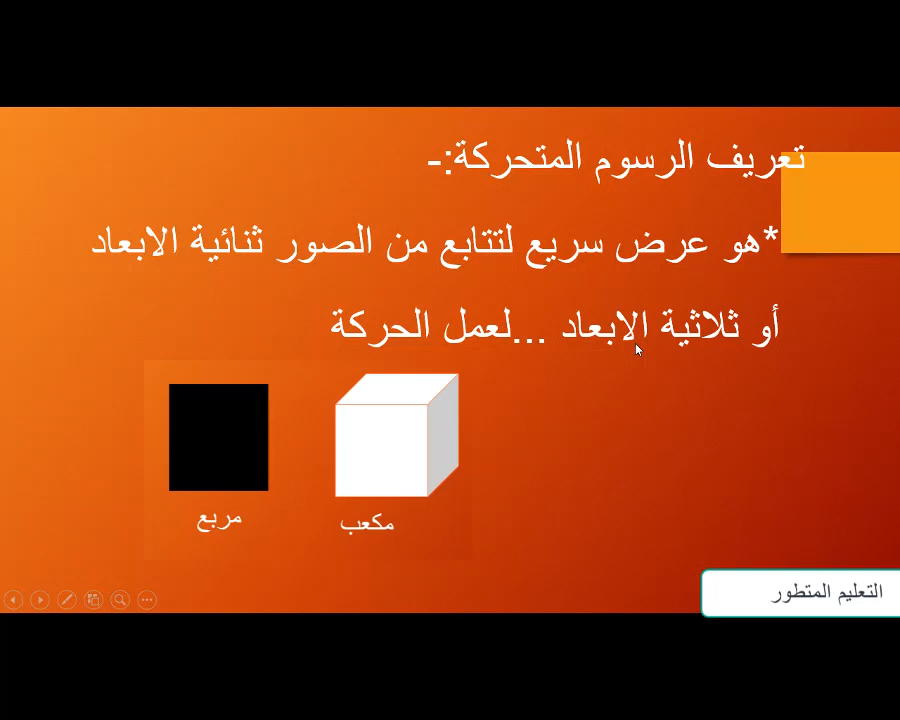 تعريف الرسوم المتحركة:-
*هو عرض سريع لتتابع من الصور ثنائية الابعاد
أو ثلاثية الابعاد ...لعمل الحركة
مكعب
مربع
التعليم المتطور